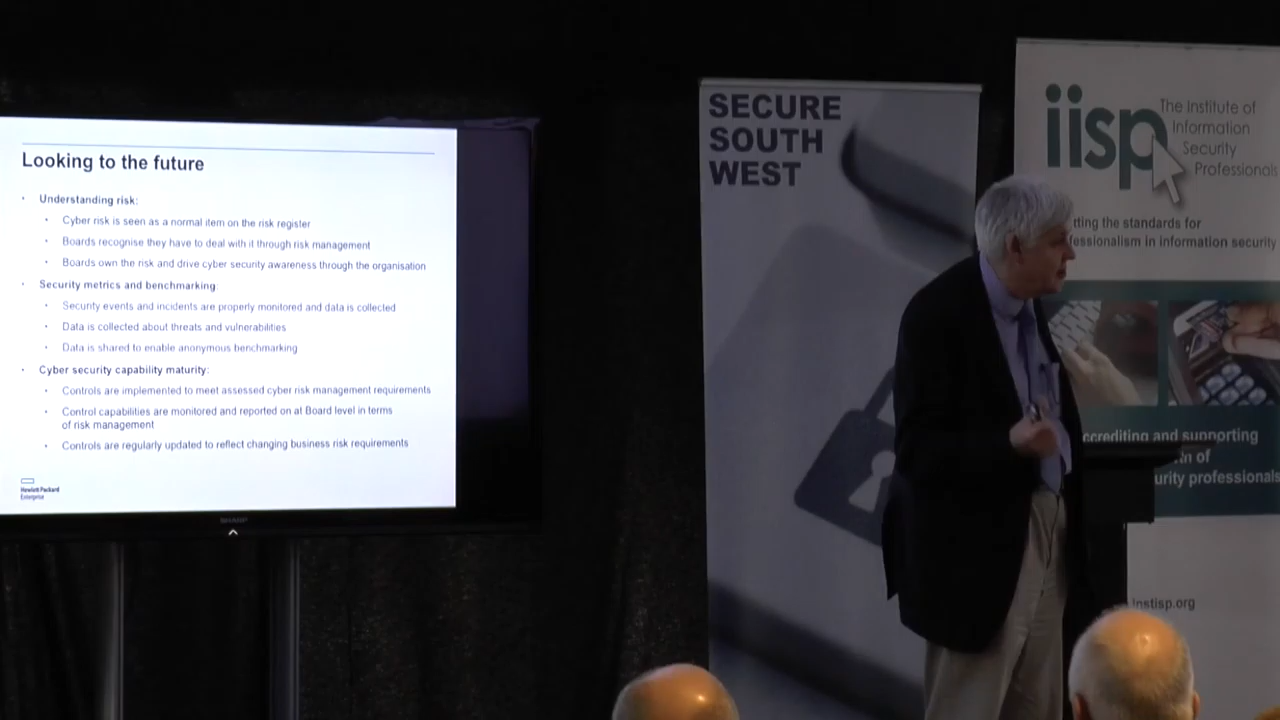 Looking to the future
Understanding risk:
Cyber risk is seen as a normal item on the risk register
Boards recognise they have to deal with it through risk management
Boards own the risk and drive cyber security awareness through the organisation
Security metrics and benchmarking:
Security events and incidents are properly monitored and data is collected
Data is collected about threats and vulnerabilities
Data is shared to enable anonymous benchmarking
Cyber security capability maturity:
Controls are implemented to meet assessed cyber risk management requirements
Control capabilities are monitored and reported on at Board level in terms
of risk management
Controls are regularly updated to reflect changing business risk requirements
Hewlett Packard
Enterprise
SHARP
SECURE
SOUTH
WEST
iisp
The Institute of
Information
Security
Professionals
rting the standards for
fessionalism in information security
ccrediting and supporting
n of
urity professionals
instisp.org